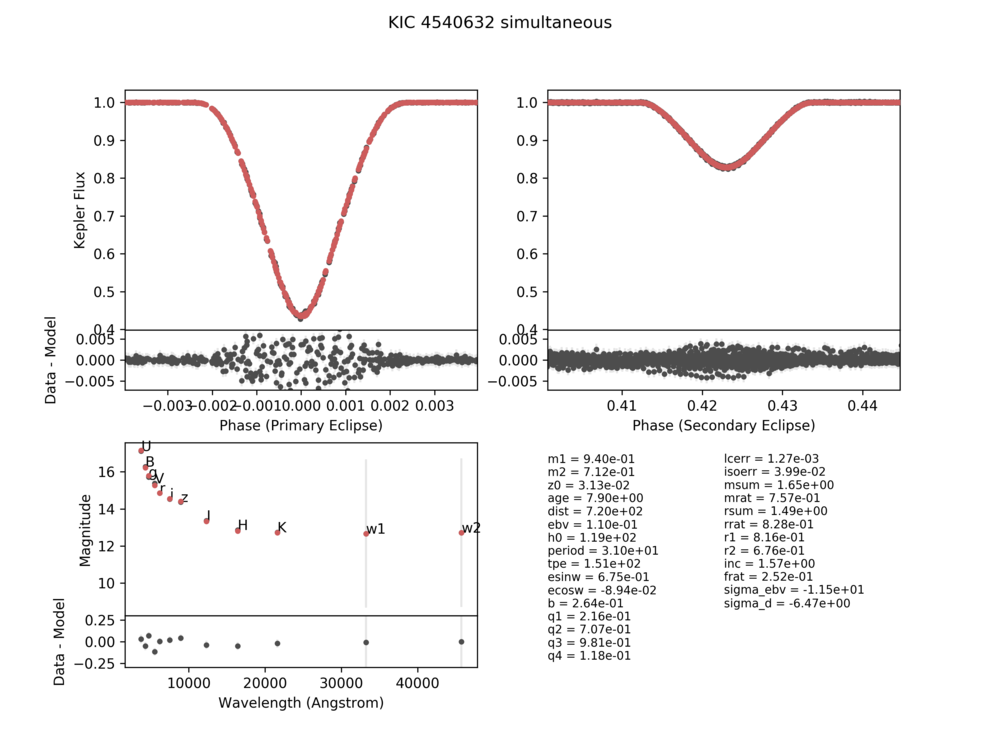 KIC 4540632 simultaneous
1.0
0.9
0.8
0.7
0.6
0.5
0.4
Kepler Flux
0.005
0.000
−0.005
Data - Model
−0.003 −0.002 −0.001 0.000 0.001 0.002 0.003
Phase (Primary Eclipse)
1.0
0.9
0.8
0.7
0.6
0.5
0.4
0.005
0.000
−0.005
0.41 0.42 0.43 0.44
Phase (Secondary Eclipse)
16
14
12
10
Magnitude
U
B
g
V
r
i
z
J
H
K
w1
w2
0.25
0.00
−0.25
Data - Model
10000 20000 30000 40000
Wavelength (Angstrom)
m1 = 9.40e-01
m2 = 7.12e-01
z0 = 3.13e-02
age = 7.90e+00
dist = 7.20e+02
ebv = 1.10e-01
h0 = 1.19e+02
period = 3.10e+01
tpe = 1.51e+02
esinw = 6.75e-01
ecosw = -8.94e-02
b = 2.64e-01
q1 = 2.16e-01
q2 = 7.07e-01
q3 = 9.81e-01
q4 = 1.18e-01
lcerr = 1.27e-03
isoerr = 3.99e-02
msum = 1.65e+00
mrat = 7.57e-01
rsum = 1.49e+00
rrat = 8.28e-01
r1 = 8.16e-01
r2 = 6.76e-01
inc = 1.57e+00
frat = 2.52e-01
sigma_ebv = -1.15e+01
sigma_d = -6.47e+00